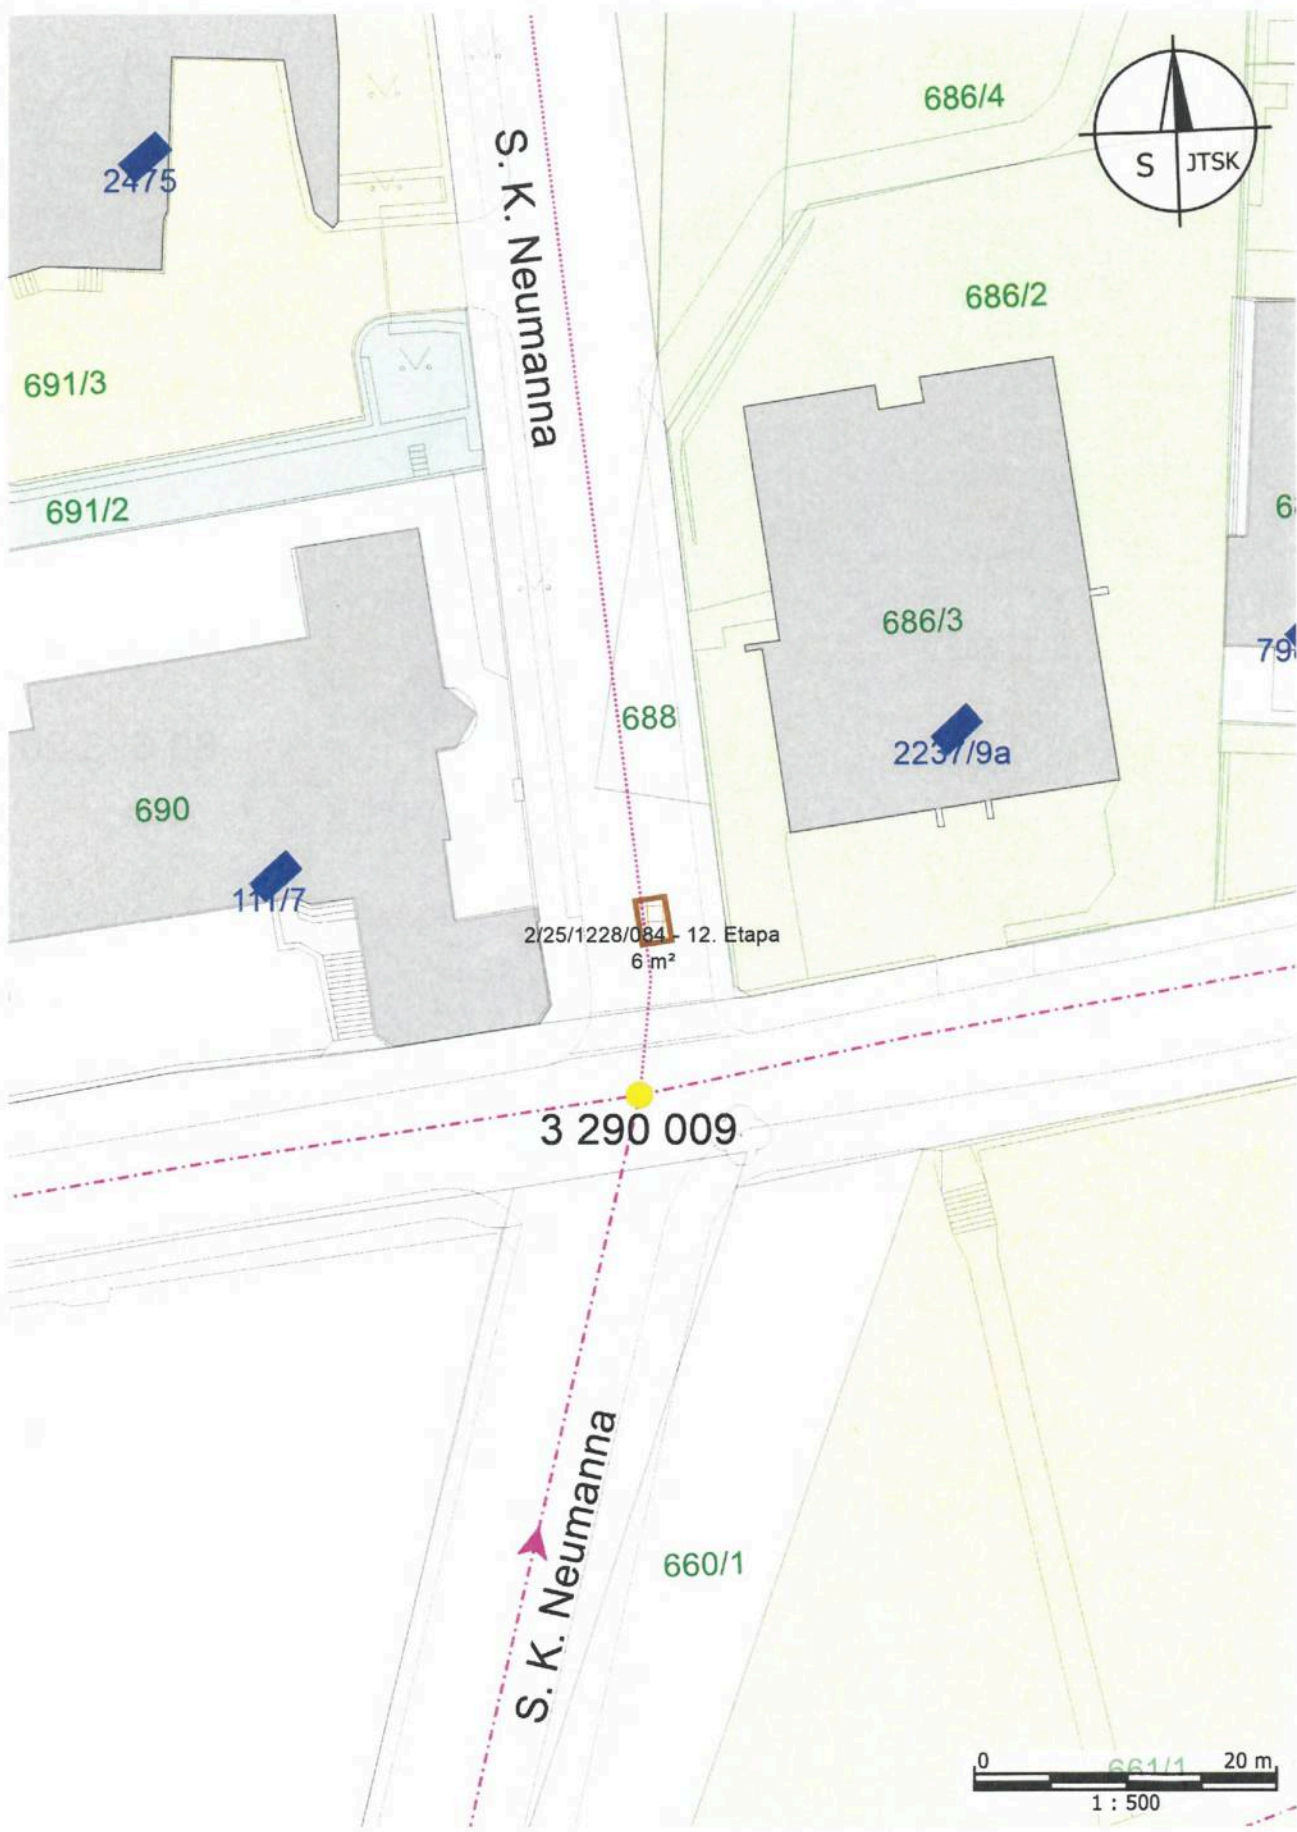 686/4
S JTSK
S. K. Neumanna
2475
686/2
691/3
691/2
686/3
688
2237/9a
690
111/7
2/25/1228/084 - 12. Etapa
6 m²
3 290 009
S. K. Neumanna
660/1
661/1
0 20 m
1 : 500